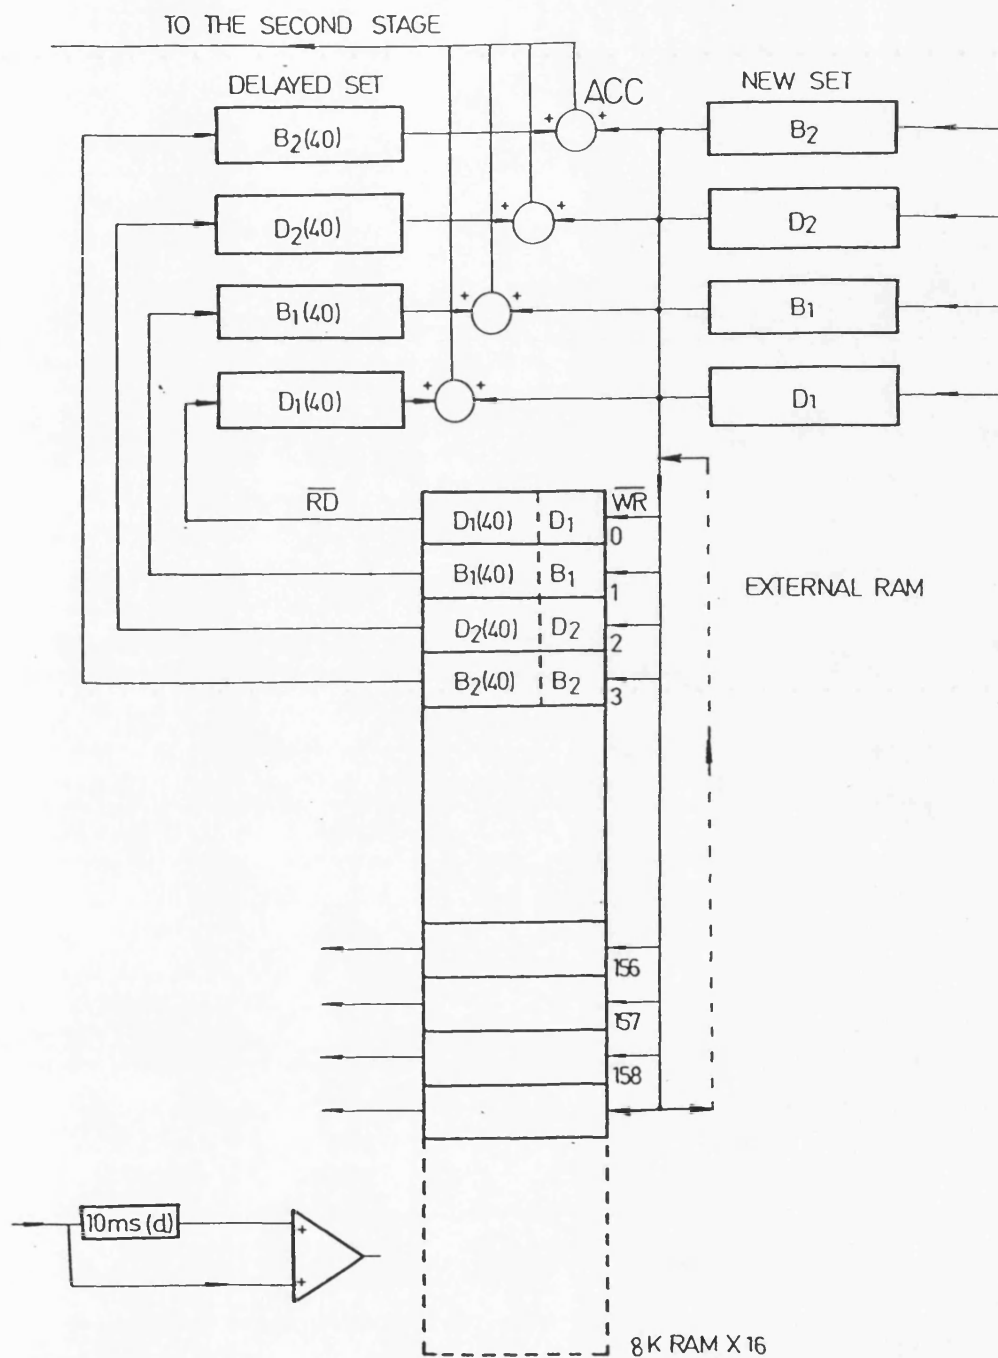 TO THE SECOND STAGE
DELAYED SET
ACC
NEW SET
B2(40)
+ +
B2
D2(40)
+ +
D2
B1(40)
+ +
B1
D1(40)
+ +
D1
RD
WR
D1(40) D1
0
B1(40) B1
1
EXTERNAL RAM
D2(40) D2
2
B2(40) B2
3
156
157
158
10ms(d)
+
+
8K RAM X 16